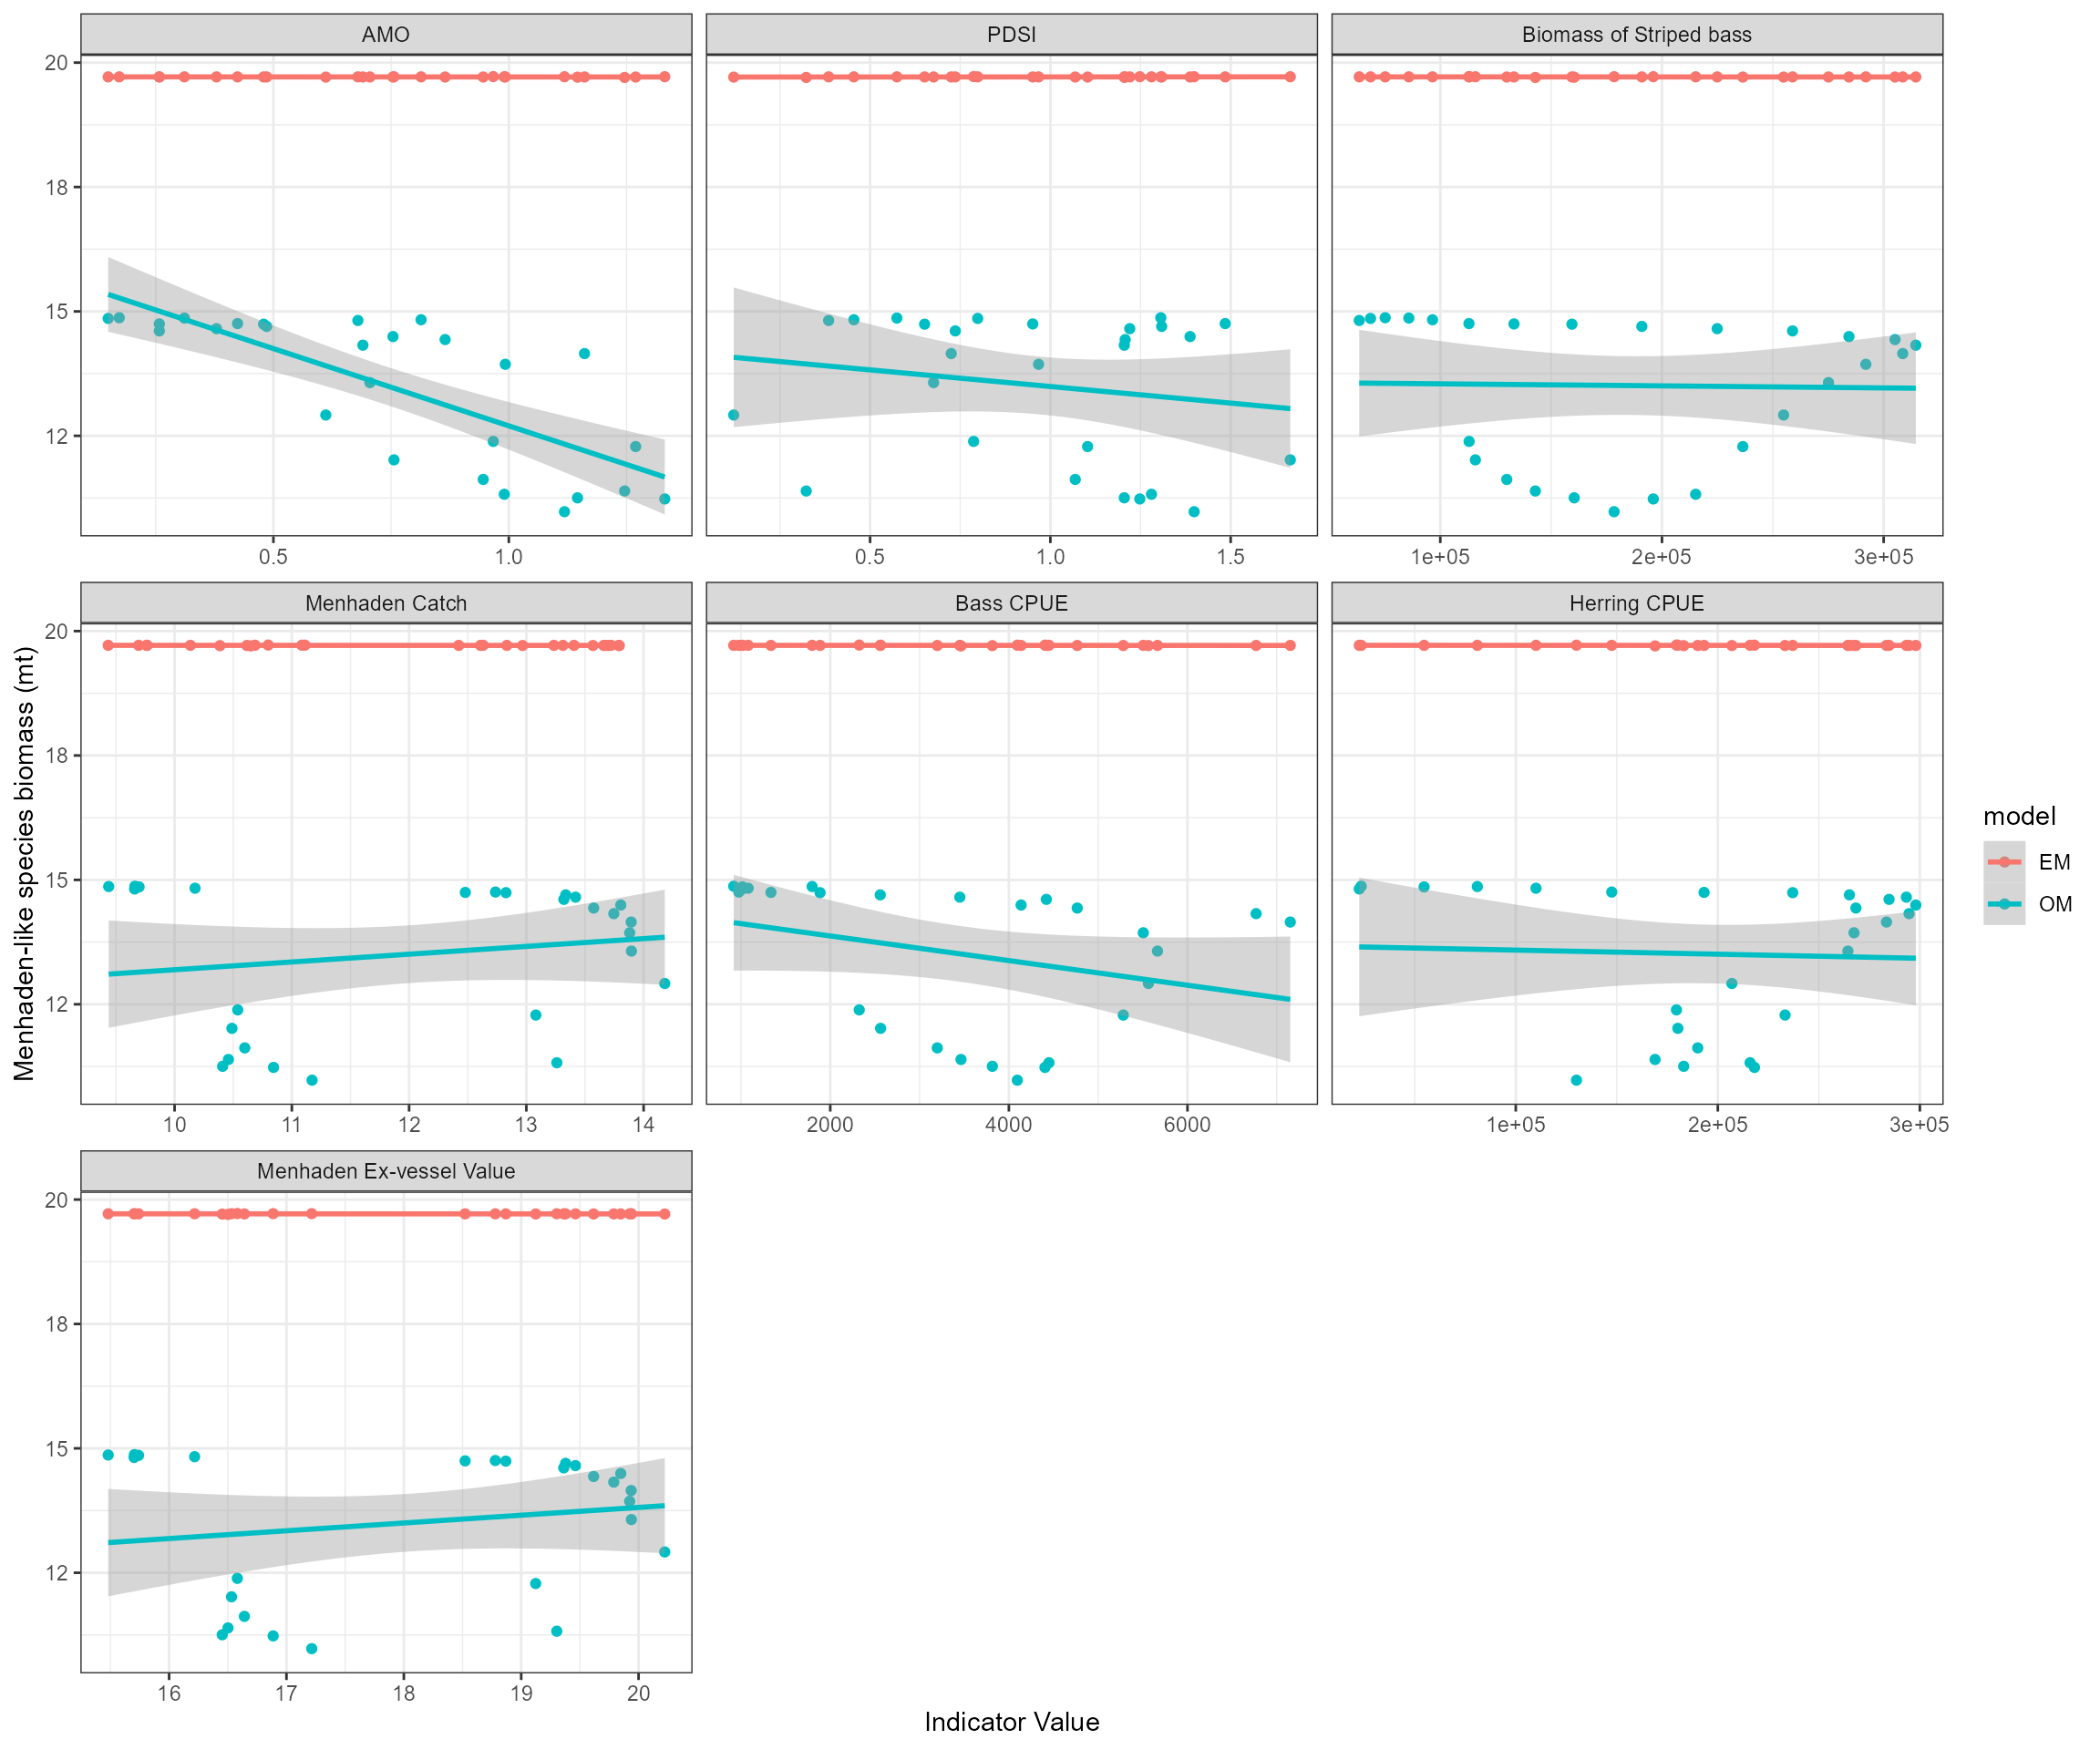 AMO PDSI Biomass of Striped bass
20
18
15
12
0.5 1.0 0.5 1.0 1.5 1e+05 2e+05 3e+05
Menhaden Catch Bass CPUE Herring CPUE
20
18
15
12
10 11 12 13 14 2000 4000 6000 1e+05 2e+05 3e+05
Menhaden Ex-vessel Value
20
18
15
12
16 17 18 19 20
Menhaden-like species biomass (mt)
Indicator Value
model
EM
OM